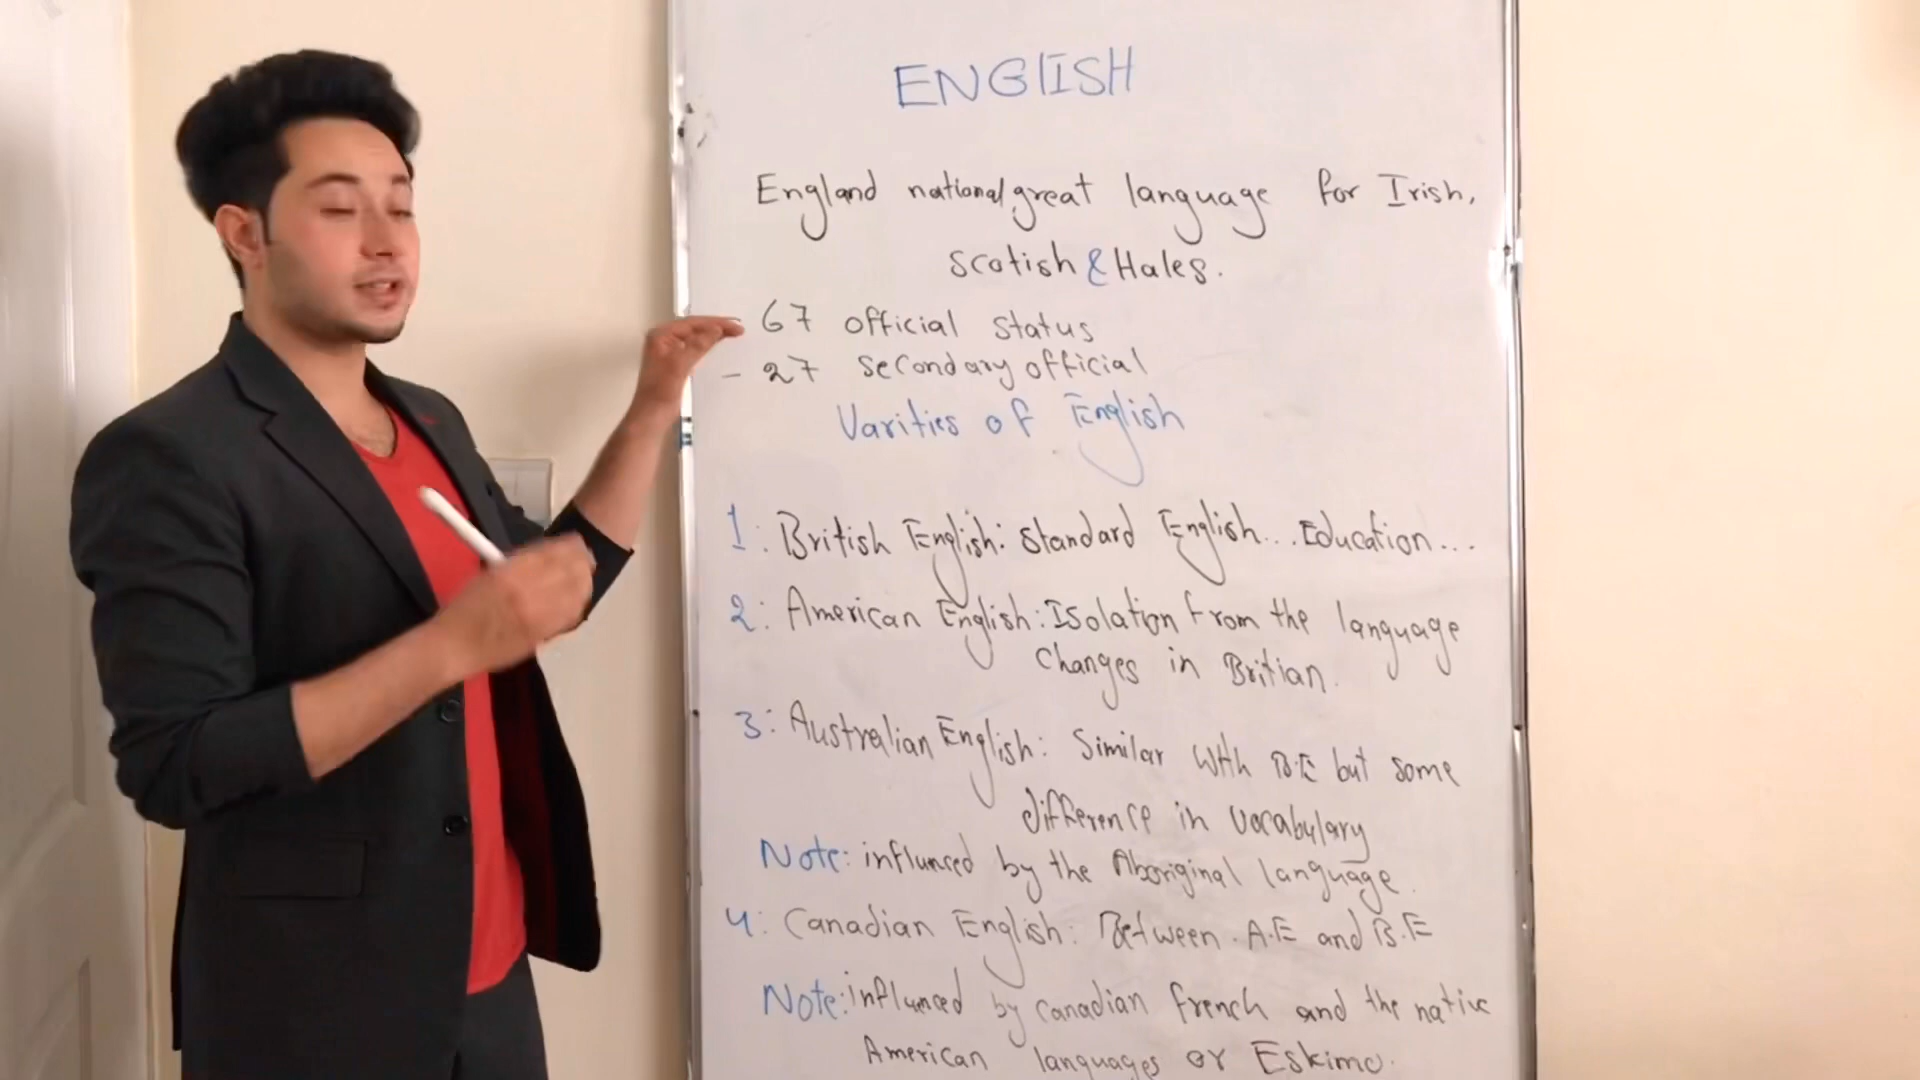 ENGLISH
England national great language for Irish,
scotish & Hales.
- 67 official status
- 27 secondary official
Varities of English
1: British English: Standard English... Education...
2: American English: Isolation from the language
changes in Britian.
3: Australian English: Similar with B.E but some
difference in vocabulary
Note: influnced by the Aboriginal language.
4: Canadian English: Between A.E and B.E
Note: influnced by canadian french and the native
American languages or Eskimo.